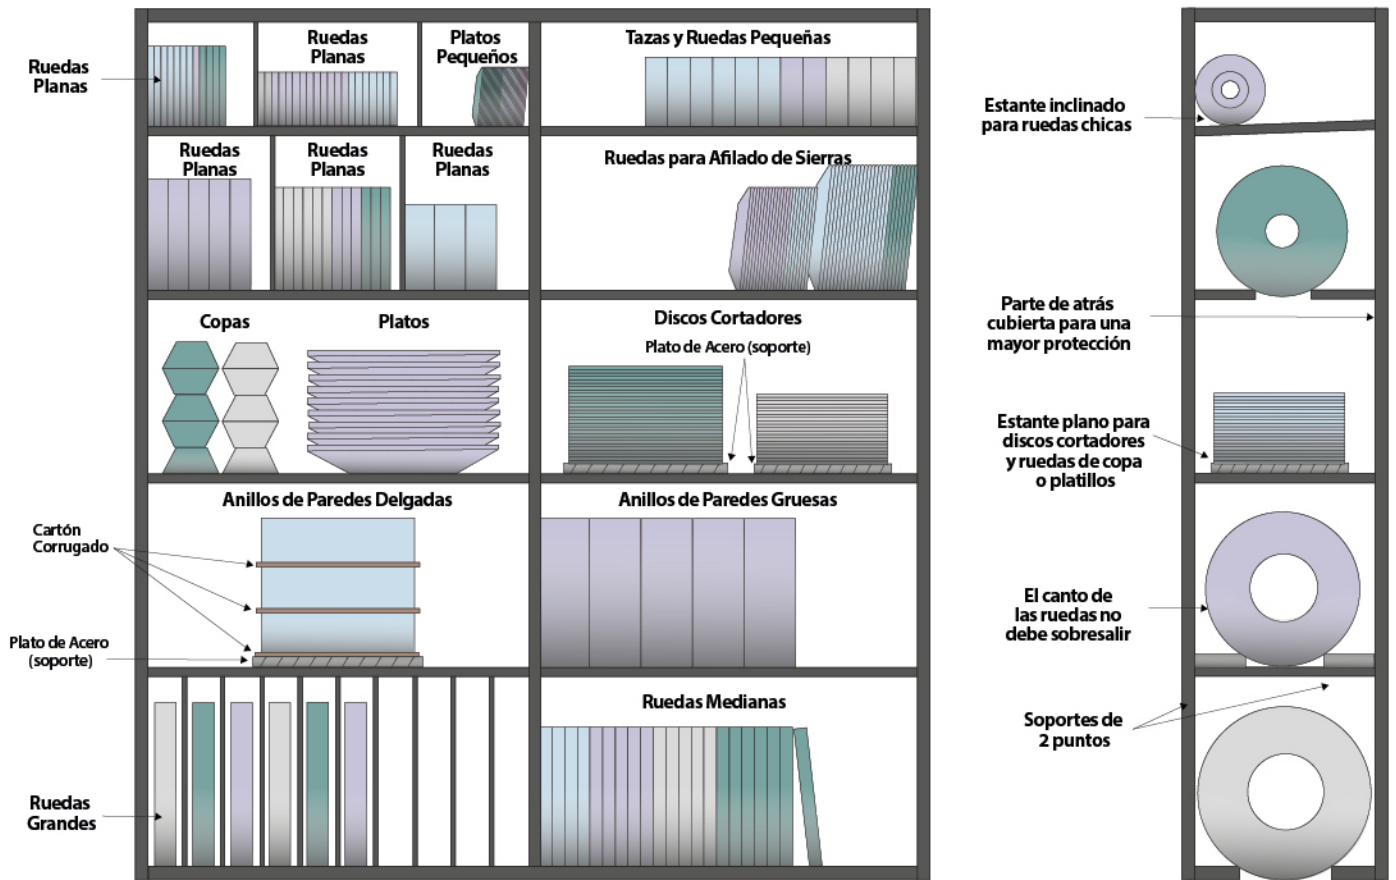 Ruedas
Planas
Ruedas
Planas
Platos
Pequeños
Tazas y Ruedas Pequeñas
Ruedas
Planas
Ruedas
Planas
Ruedas
Planas
Ruedas para Afilado de Sierras
Copas
Platos
Discos Cortadores
Plato de Acero (soporte)
Anillos de Paredes Delgadas
Anillos de Paredes Gruesas
Cartón
Corrugado
Plato de Acero
(soporte)
Ruedas Medianas
Ruedas
Grandes
Estante inclinado
para ruedas chicas
Parte de atrás
cubierta para una
mayor protección
Estante plano para
discos cortadores
y ruedas de copa
o platillos
El canto de
las ruedas no
debe sobresalir
Soportes de
2 puntos